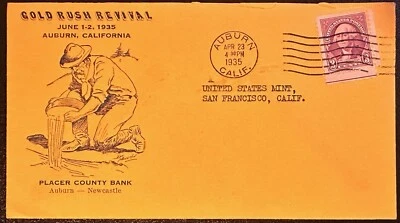 GOLD RUSH REVIVAL
JUNE 1-2, 1935
AUBURN, CALIFORNIA
PLACER COUNTY BANK
Auburn — Newcastle
AUBURN
APR 23
4 PM
1935
CALIF.
UNITED STATES MINT,
SAN FRANCISCO, CALIF.